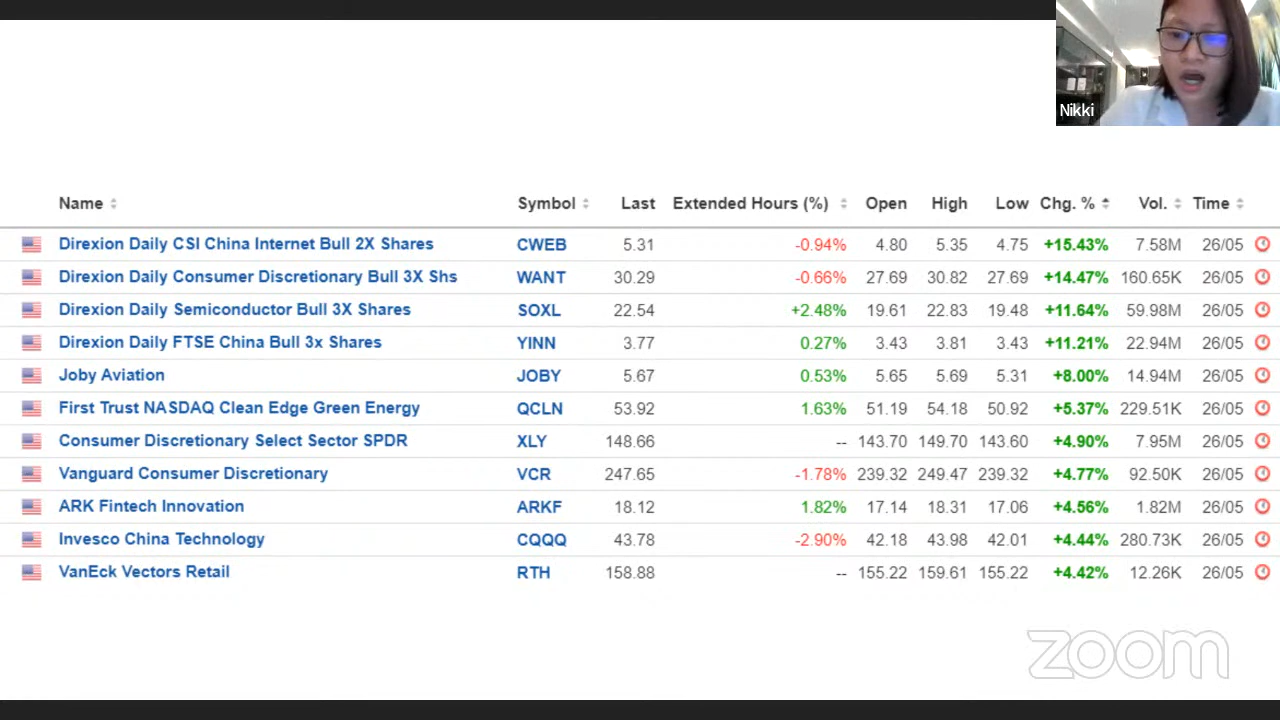 Nikki
Name Symbol Last Extended Hours (%) Open High Low Chg. % Vol. Time
Direxion Daily CSI China Internet Bull 2X Shares CWEB 5.31 -0.94% 4.80 5.35 4.75 +15.43% 7.58M 26/05
Direxion Daily Consumer Discretionary Bull 3X Shs WANT 30.29 -0.66% 27.69 30.82 27.69 +14.47% 160.65K 26/05
Direxion Daily Semiconductor Bull 3X Shares SOXL 22.54 +2.48% 19.61 22.83 19.48 +11.64% 59.98M 26/05
Direxion Daily FTSE China Bull 3x Shares YINN 3.77 0.27% 3.43 3.81 3.43 +11.21% 22.94M 26/05
Joby Aviation JOBY 5.67 0.53% 5.65 5.69 5.31 +8.00% 14.94M 26/05
First Trust NASDAQ Clean Edge Green Energy QCLN 53.92 1.63% 51.19 54.18 50.92 +5.37% 229.51K 26/05
Consumer Discretionary Select Sector SPDR XLY 148.66 -- 143.70 149.70 143.60 +4.90% 7.95M 26/05
Vanguard Consumer Discretionary VCR 247.65 -1.78% 239.32 249.47 239.32 +4.77% 92.50K 26/05
ARK Fintech Innovation ARKF 18.12 1.82% 17.14 18.31 17.06 +4.56% 1.82M 26/05
Invesco China Technology CQQQ 43.78 -2.90% 42.18 43.98 42.01 +4.44% 280.73K 26/05
VanEck Vectors Retail RTH 158.88 -- 155.22 159.61 155.22 +4.42% 12.26K 26/05
zoom